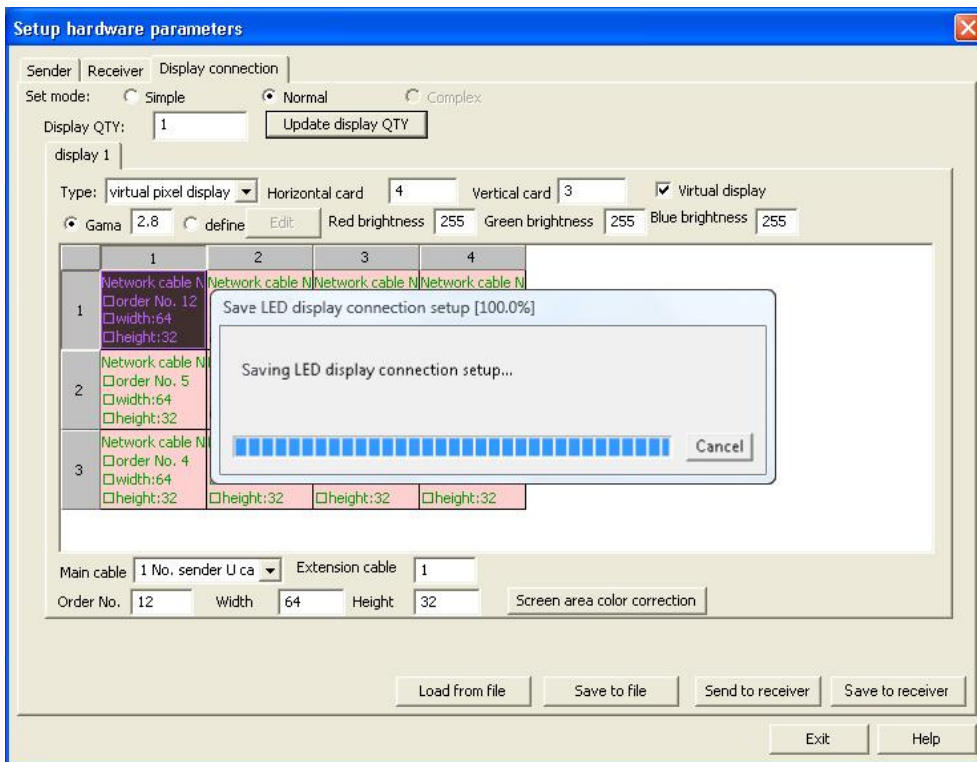 Setup hardware parameters
Sender Receiver Display connection
Set mode: Simple Normal Complex
Display QTY: 1 Update display QTY
display 1
Type: virtual pixel display Horizontal card 4 Vertical card 3 Virtual display
Gama 2.8 define Edit Red brightness 255 Green brightness 255 Blue brightness 255
1 2 3 4
Network cable N Network cable N Network cable N Network cable N
1 order No. 12
width:64
height:32
Save LED display connection setup [100.0%]
Saving LED display connection setup...
Cancel
Network cable N
2 order No. 5
width:64
height:32
Network cable N
3 order No. 4
width:64
height:32 height:32 height:32 height:32
Main cable 1 No. sender U ca Extension cable 1
Order No. 12 Width 64 Height 32 Screen area color correction
Load from file Save to file Send to receiver Save to receiver
Exit Help